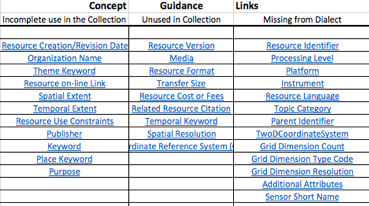 Concept Guidance Links
Incomplete use in the Collection Unused in Collection Missing from Dialect
Resource Creation/Revision Date Resource Version Resource Identifier
Organization Name Media Processing Level
Theme Keyword Resource Format Platform
Resource on-line Link Transfer Size Instrument
Spatial Extent Resource Cost or Fees Resource Language
Temporal Extent Related Resource Citation Topic Category
Resource Use Constraints Temporal Keyword Parent Identifier
Publisher Spatial Resolution TwoDCoordinateSystem
Keyword rdinate Reference System ( Grid Dimension Count
Place Keyword Grid Dimension Type Code
Purpose Grid Dimension Resolution
Additional Attributes
Sensor Short Name